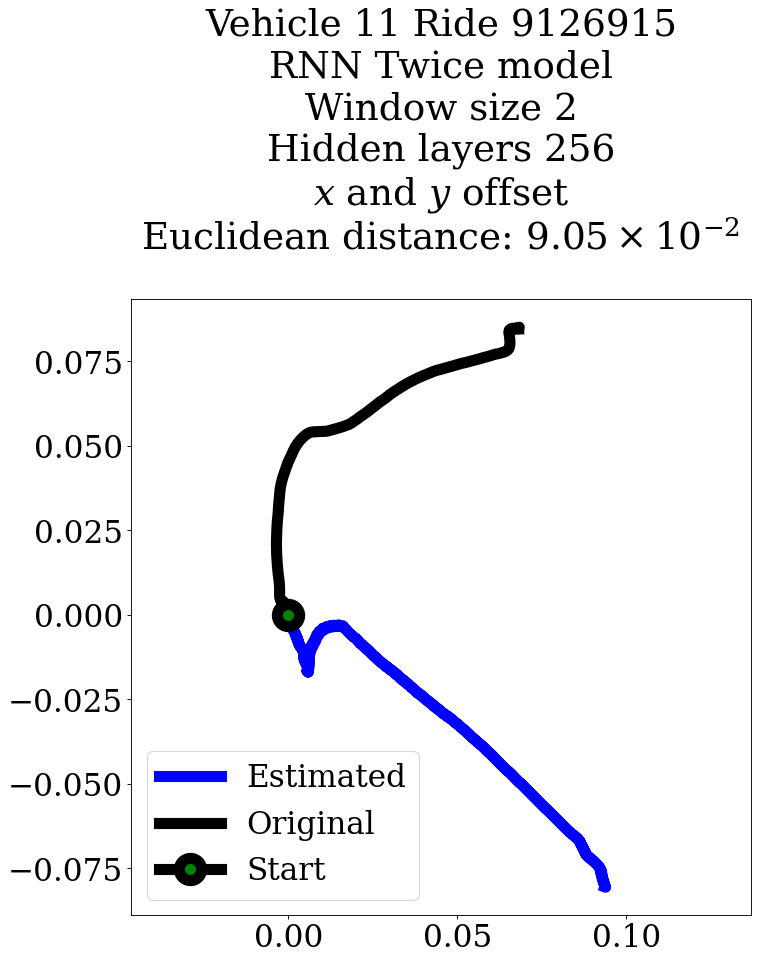 Vehicle 11 Ride 9126915
RNN Twice model
Window size 2
Hidden layers 256
x and y offset
Euclidean distance: 9.05 × 10⁻²
0.075
0.050
0.025
0.000
−0.025
−0.050
−0.075
Estimated
Original
Start
0.00 0.05 0.10